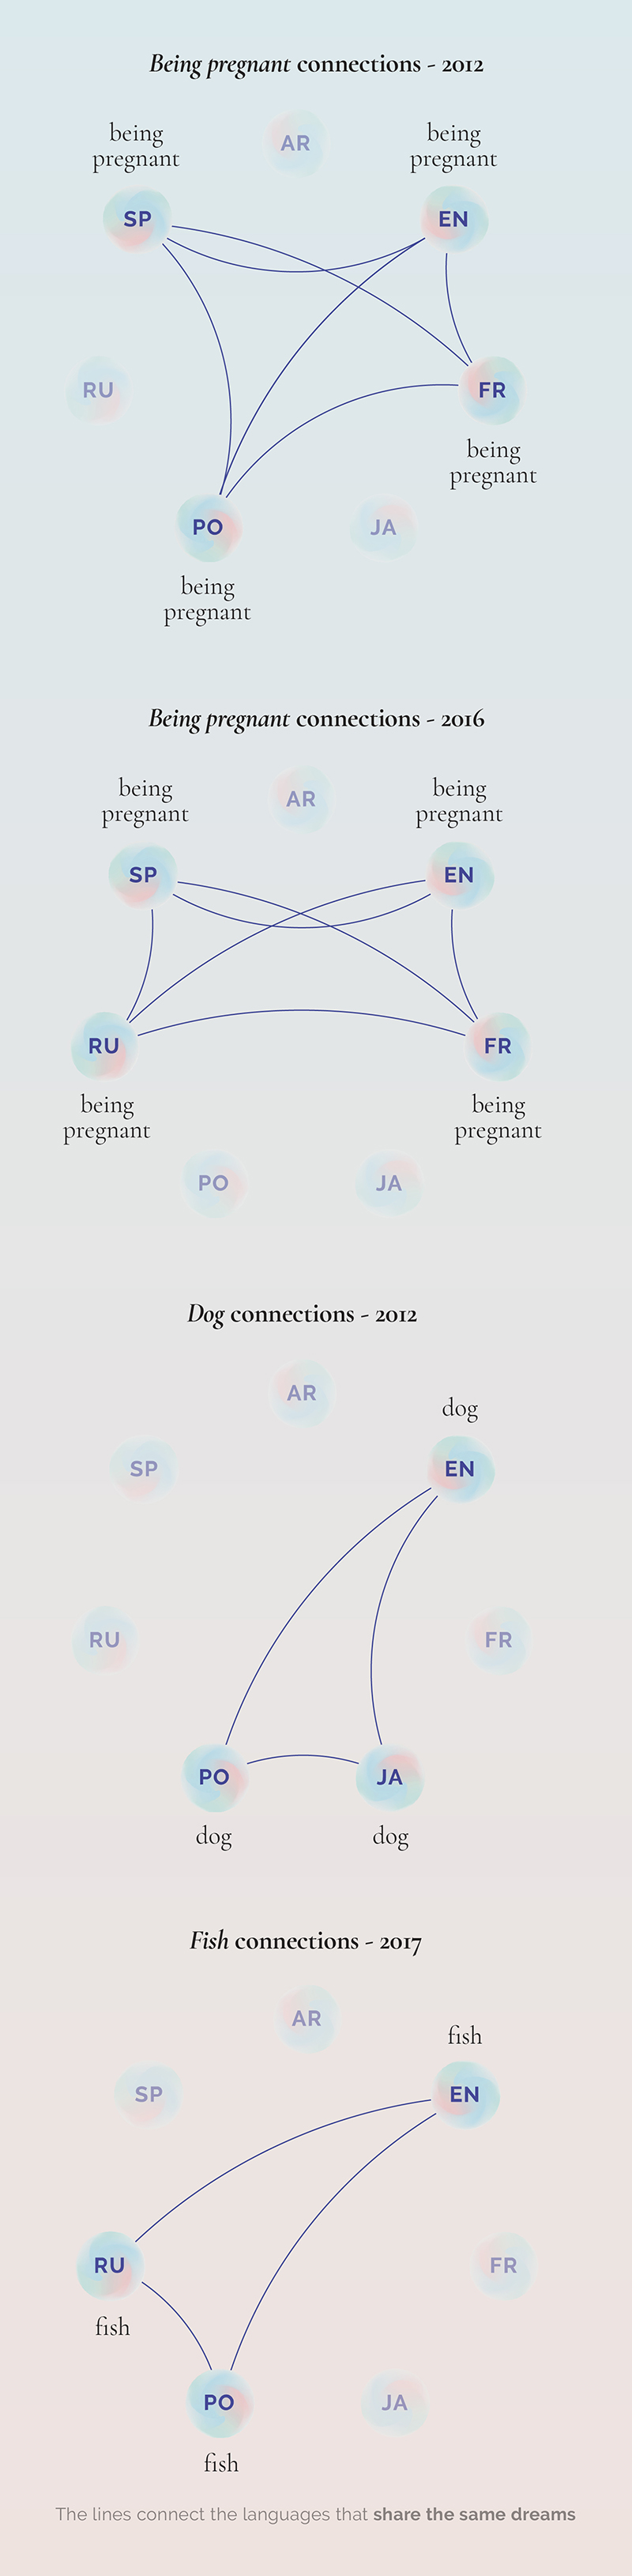 Being pregnant connections - 2012
being
pregnant
AR
being
pregnant
SP
EN
RU
FR
being
pregnant
PO
JA
being
pregnant
Being pregnant connections - 2016
being
pregnant
AR
being
pregnant
SP
EN
RU
FR
being
pregnant
being
pregnant
PO
JA
Dog connections - 2012
AR
dog
SP
EN
RU
FR
PO
JA
dog
dog
Fish connections - 2017
AR
fish
SP
EN
RU
FR
fish
PO
JA
fish
The lines connect the languages that share the same dreams